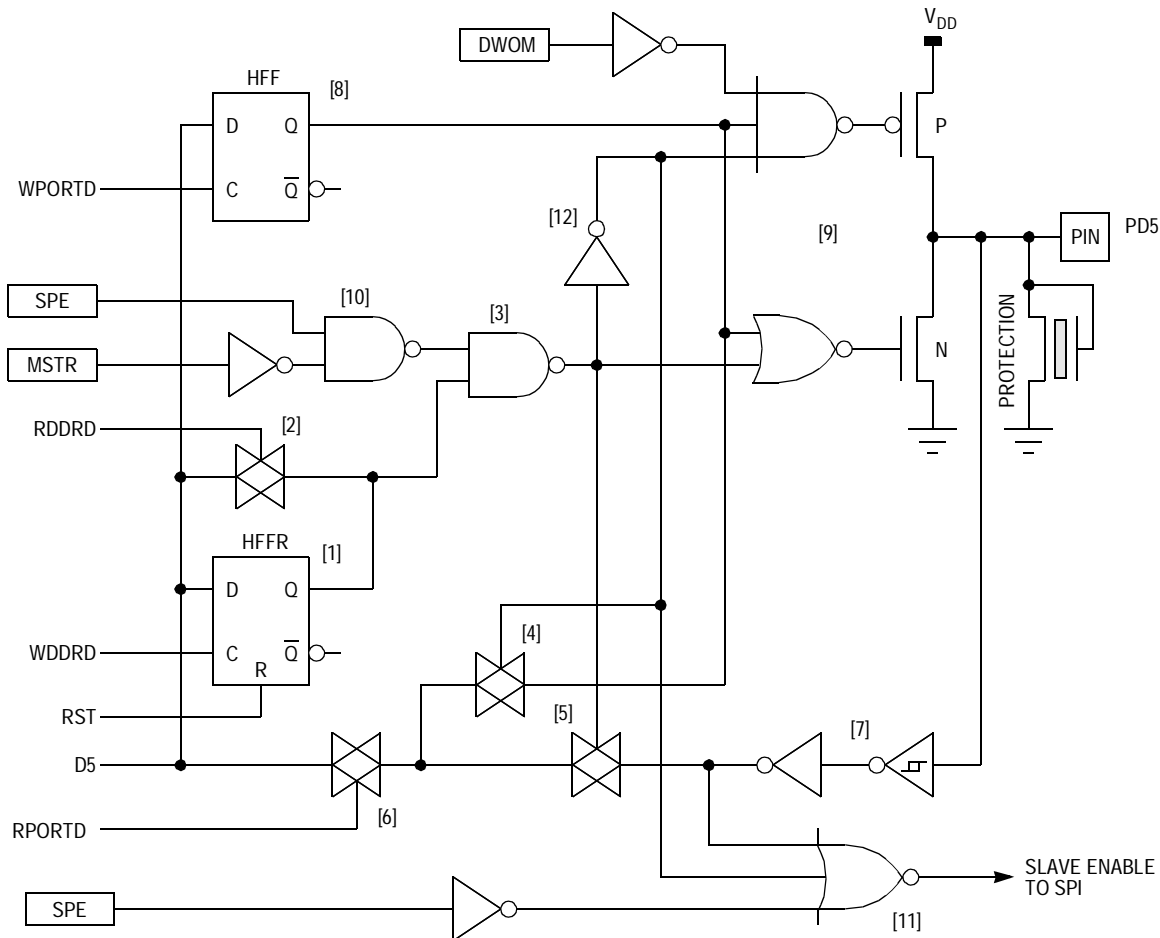 V_DD
DWOM
HFF
[8]
D
Q
P
WPORTD
C
Q̅
[12]
[9]
PIN
PD5
SPE
[10]
[3]
MSTR
N
PROTECTION
RDDRD
[2]
HFFR
[1]
D
Q
WDDRD
C
Q̅
R
[4]
RST
[5]
[7]
D5
[6]
RPORTD
SLAVE ENABLE
TO SPI
SPE
[11]